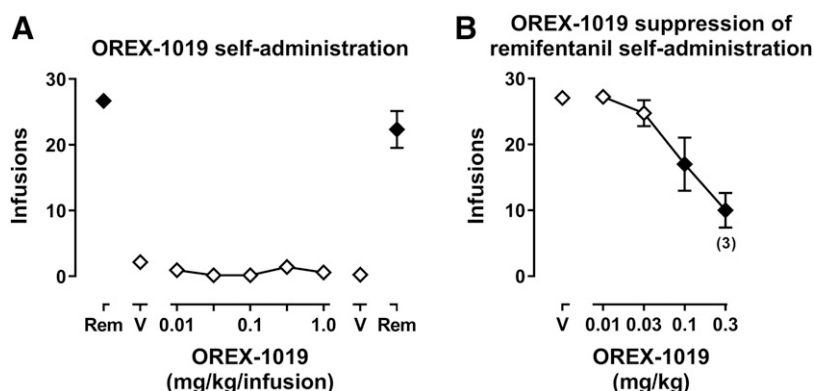 A
OREX-1019 self-administration
30
20
10
0
Infusions
Rem V 0.01 0.1 1.0 V Rem
OREX-1019
(mg/kg/infusion)
B
OREX-1019 suppression of
remifentanil self-administration
30
20
10
0
Infusions
(3)
V 0.01 0.03 0.1 0.3
OREX-1019
(mg/kg)